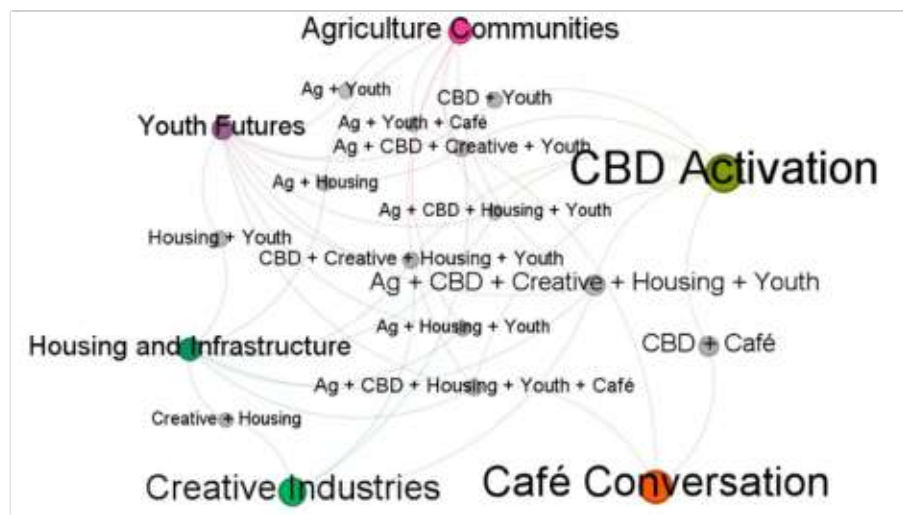 Agriculture Communities
Ag + Youth
CBD + Youth
Youth Futures
Ag + Youth + Café
Ag + CBD + Creative + Youth
CBD Activation
Ag + Housing
Ag + CBD + Housing + Youth
Housing + Youth
CBD + Creative + Housing + Youth
Ag + CBD + Creative + Housing + Youth
Ag + Housing + Youth
CBD + Café
Housing and Infrastructure
Ag + CBD + Housing + Youth + Café
Creative + Housing
Creative Industries
Café Conversation